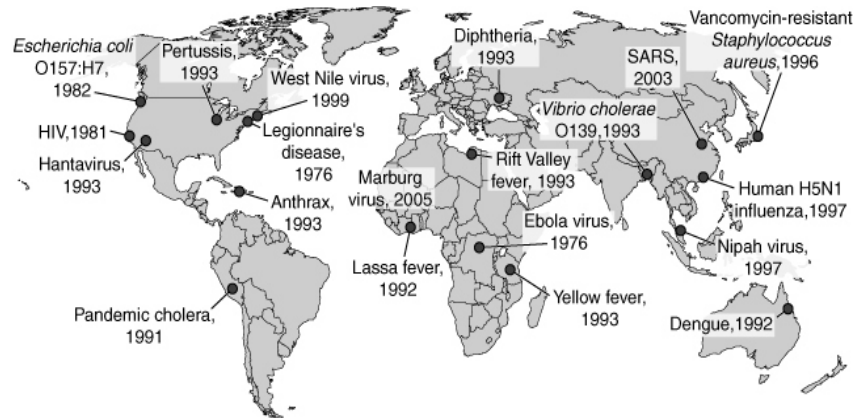 Escherichia coli
O157:H7,
1982
Pertussis,
1993
West Nile virus,
1999
HIV,1981
Legionnaire's
disease,
1976
Hantavirus,
1993
Anthrax,
1993
Pandemic cholera,
1991
Diphtheria,
1993
Vibrio cholerae
O139,1993
SARS,
2003
Vancomycin-resistant
Staphylococcus
aureus,1996
Rift Valley
fever, 1993
Marburg
virus, 2005
Ebola virus,
1976
Lassa fever,
1992
Yellow fever,
1993
Human H5N1
influenza,1997
Nipah virus,
1997
Dengue,1992